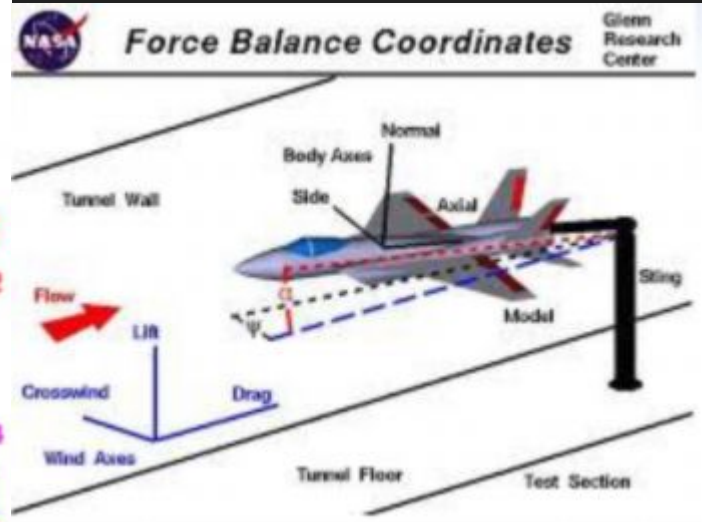 NASA
Force Balance Coordinates
Glenn
Research
Center
Normal
Body Axes
Side
Axial
Tunnel Wall
Flow
α
Ψ
Sting
Model
Lift
Crosswind
Drag
Wind Axes
Tunnel Floor
Test Section